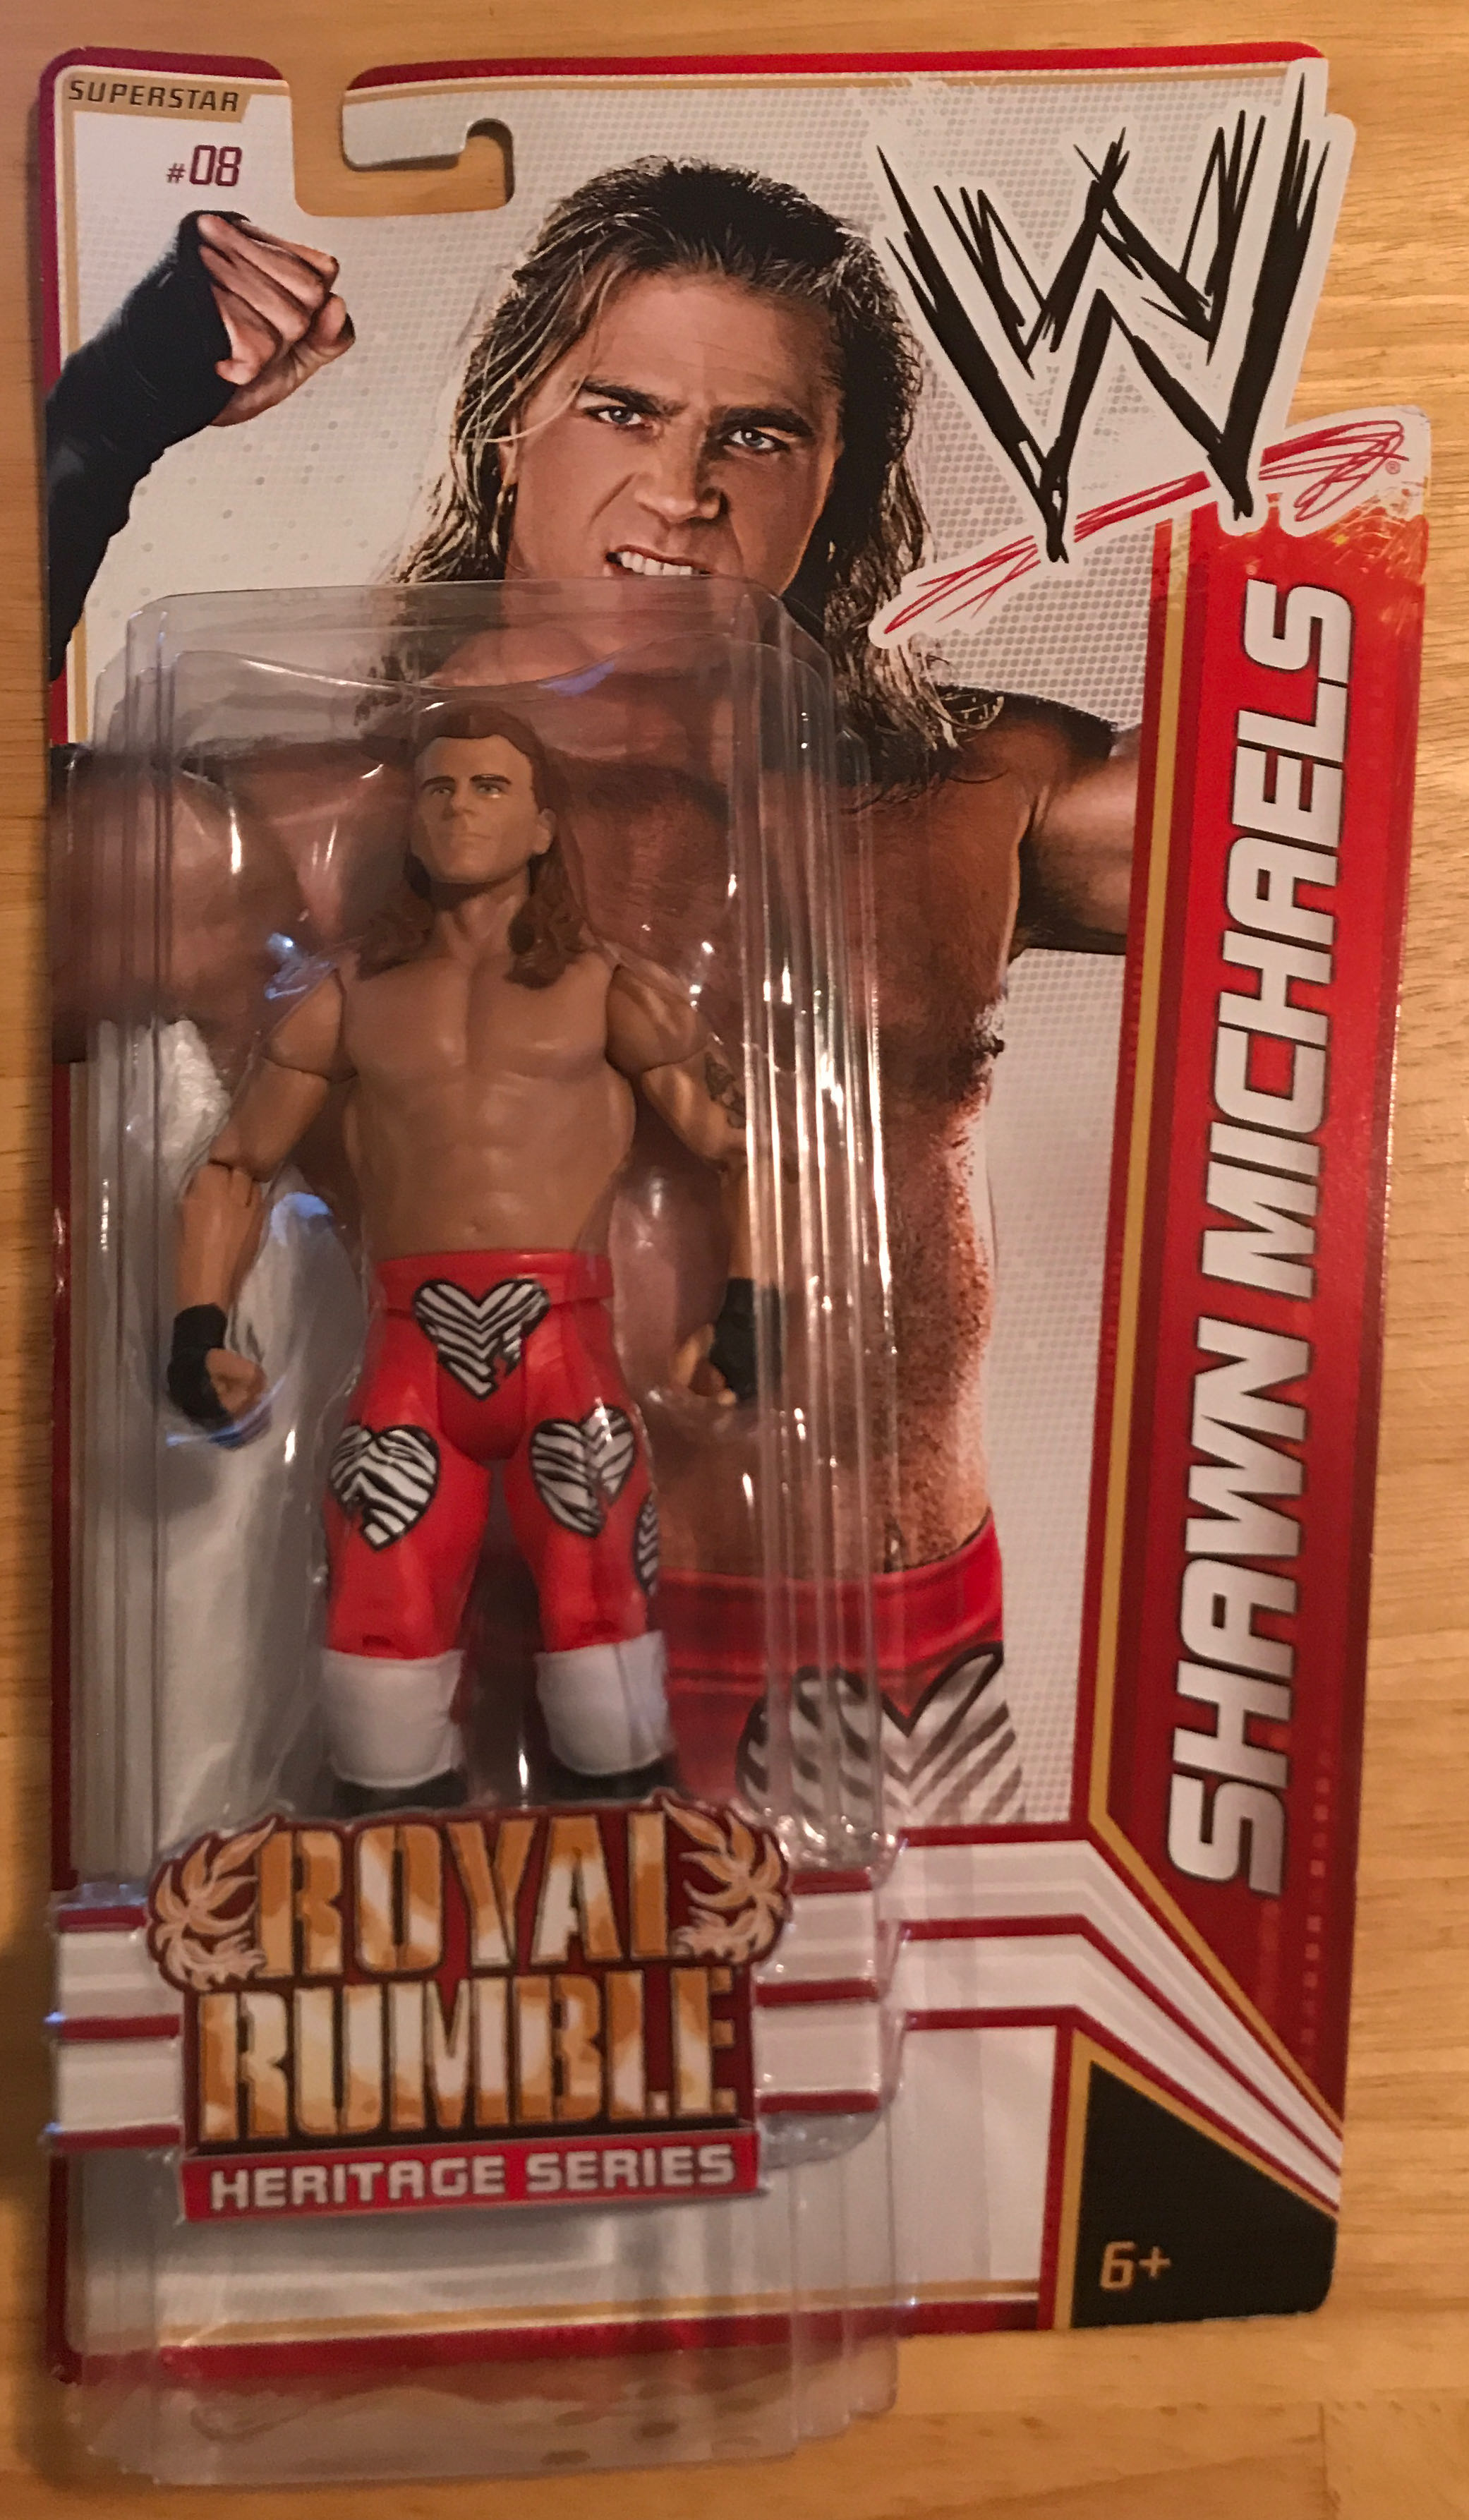 SUPERSTAR
#08
W
®
SHAWN MICHAELS
ROYAL
RUMBLE
HERITAGE SERIES
6+